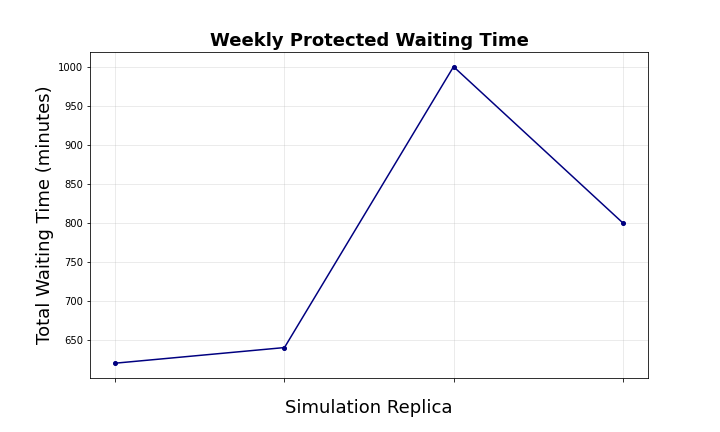 Weekly Protected Waiting Time
Total Waiting Time (minutes)
1000
950
900
850
800
750
700
650
Simulation Replica